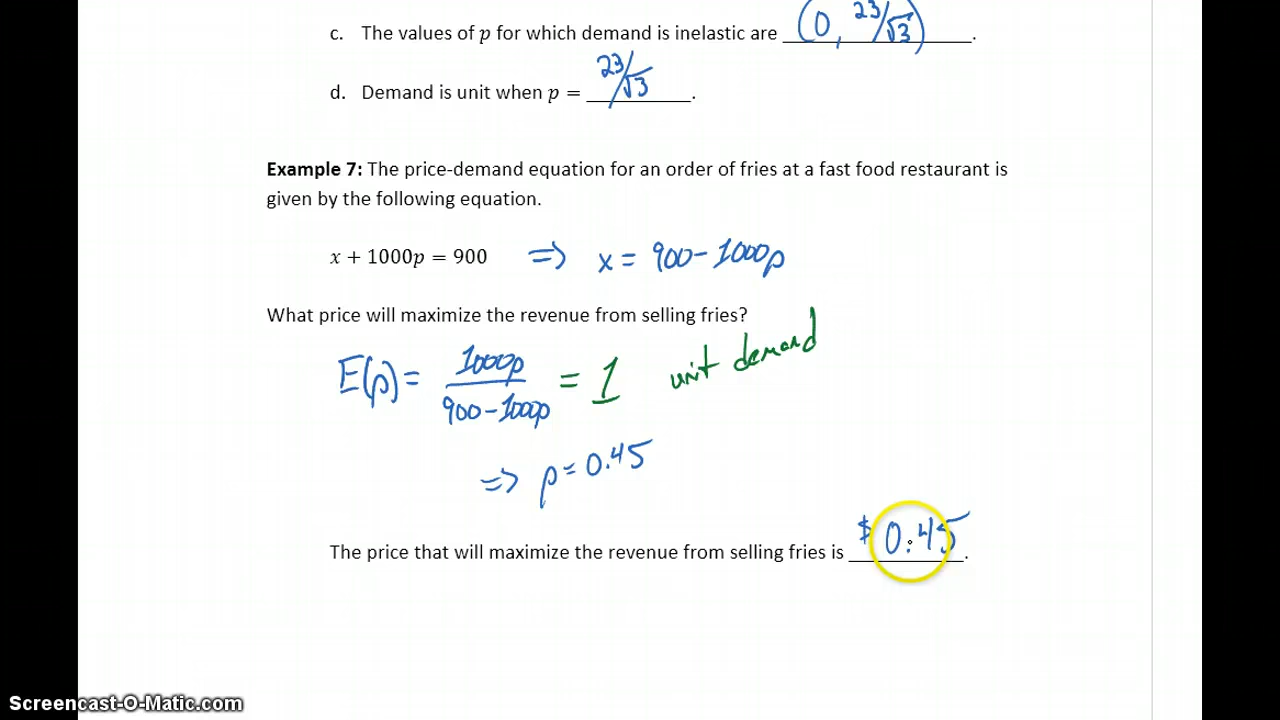 c. The values of p for which demand is inelastic are (0, 23/√3).
d. Demand is unit when p = 23/√3.
Example 7: The price-demand equation for an order of fries at a fast food restaurant is
given by the following equation.
x + 1000p = 900 ⇒ x = 900-1000p
What price will maximize the revenue from selling fries?
E(p) = 1000p / 900-1000p = 1 unit demand
⇒ p = 0.45
The price that will maximize the revenue from selling fries is $0.45.
Screencast-O-Matic.com